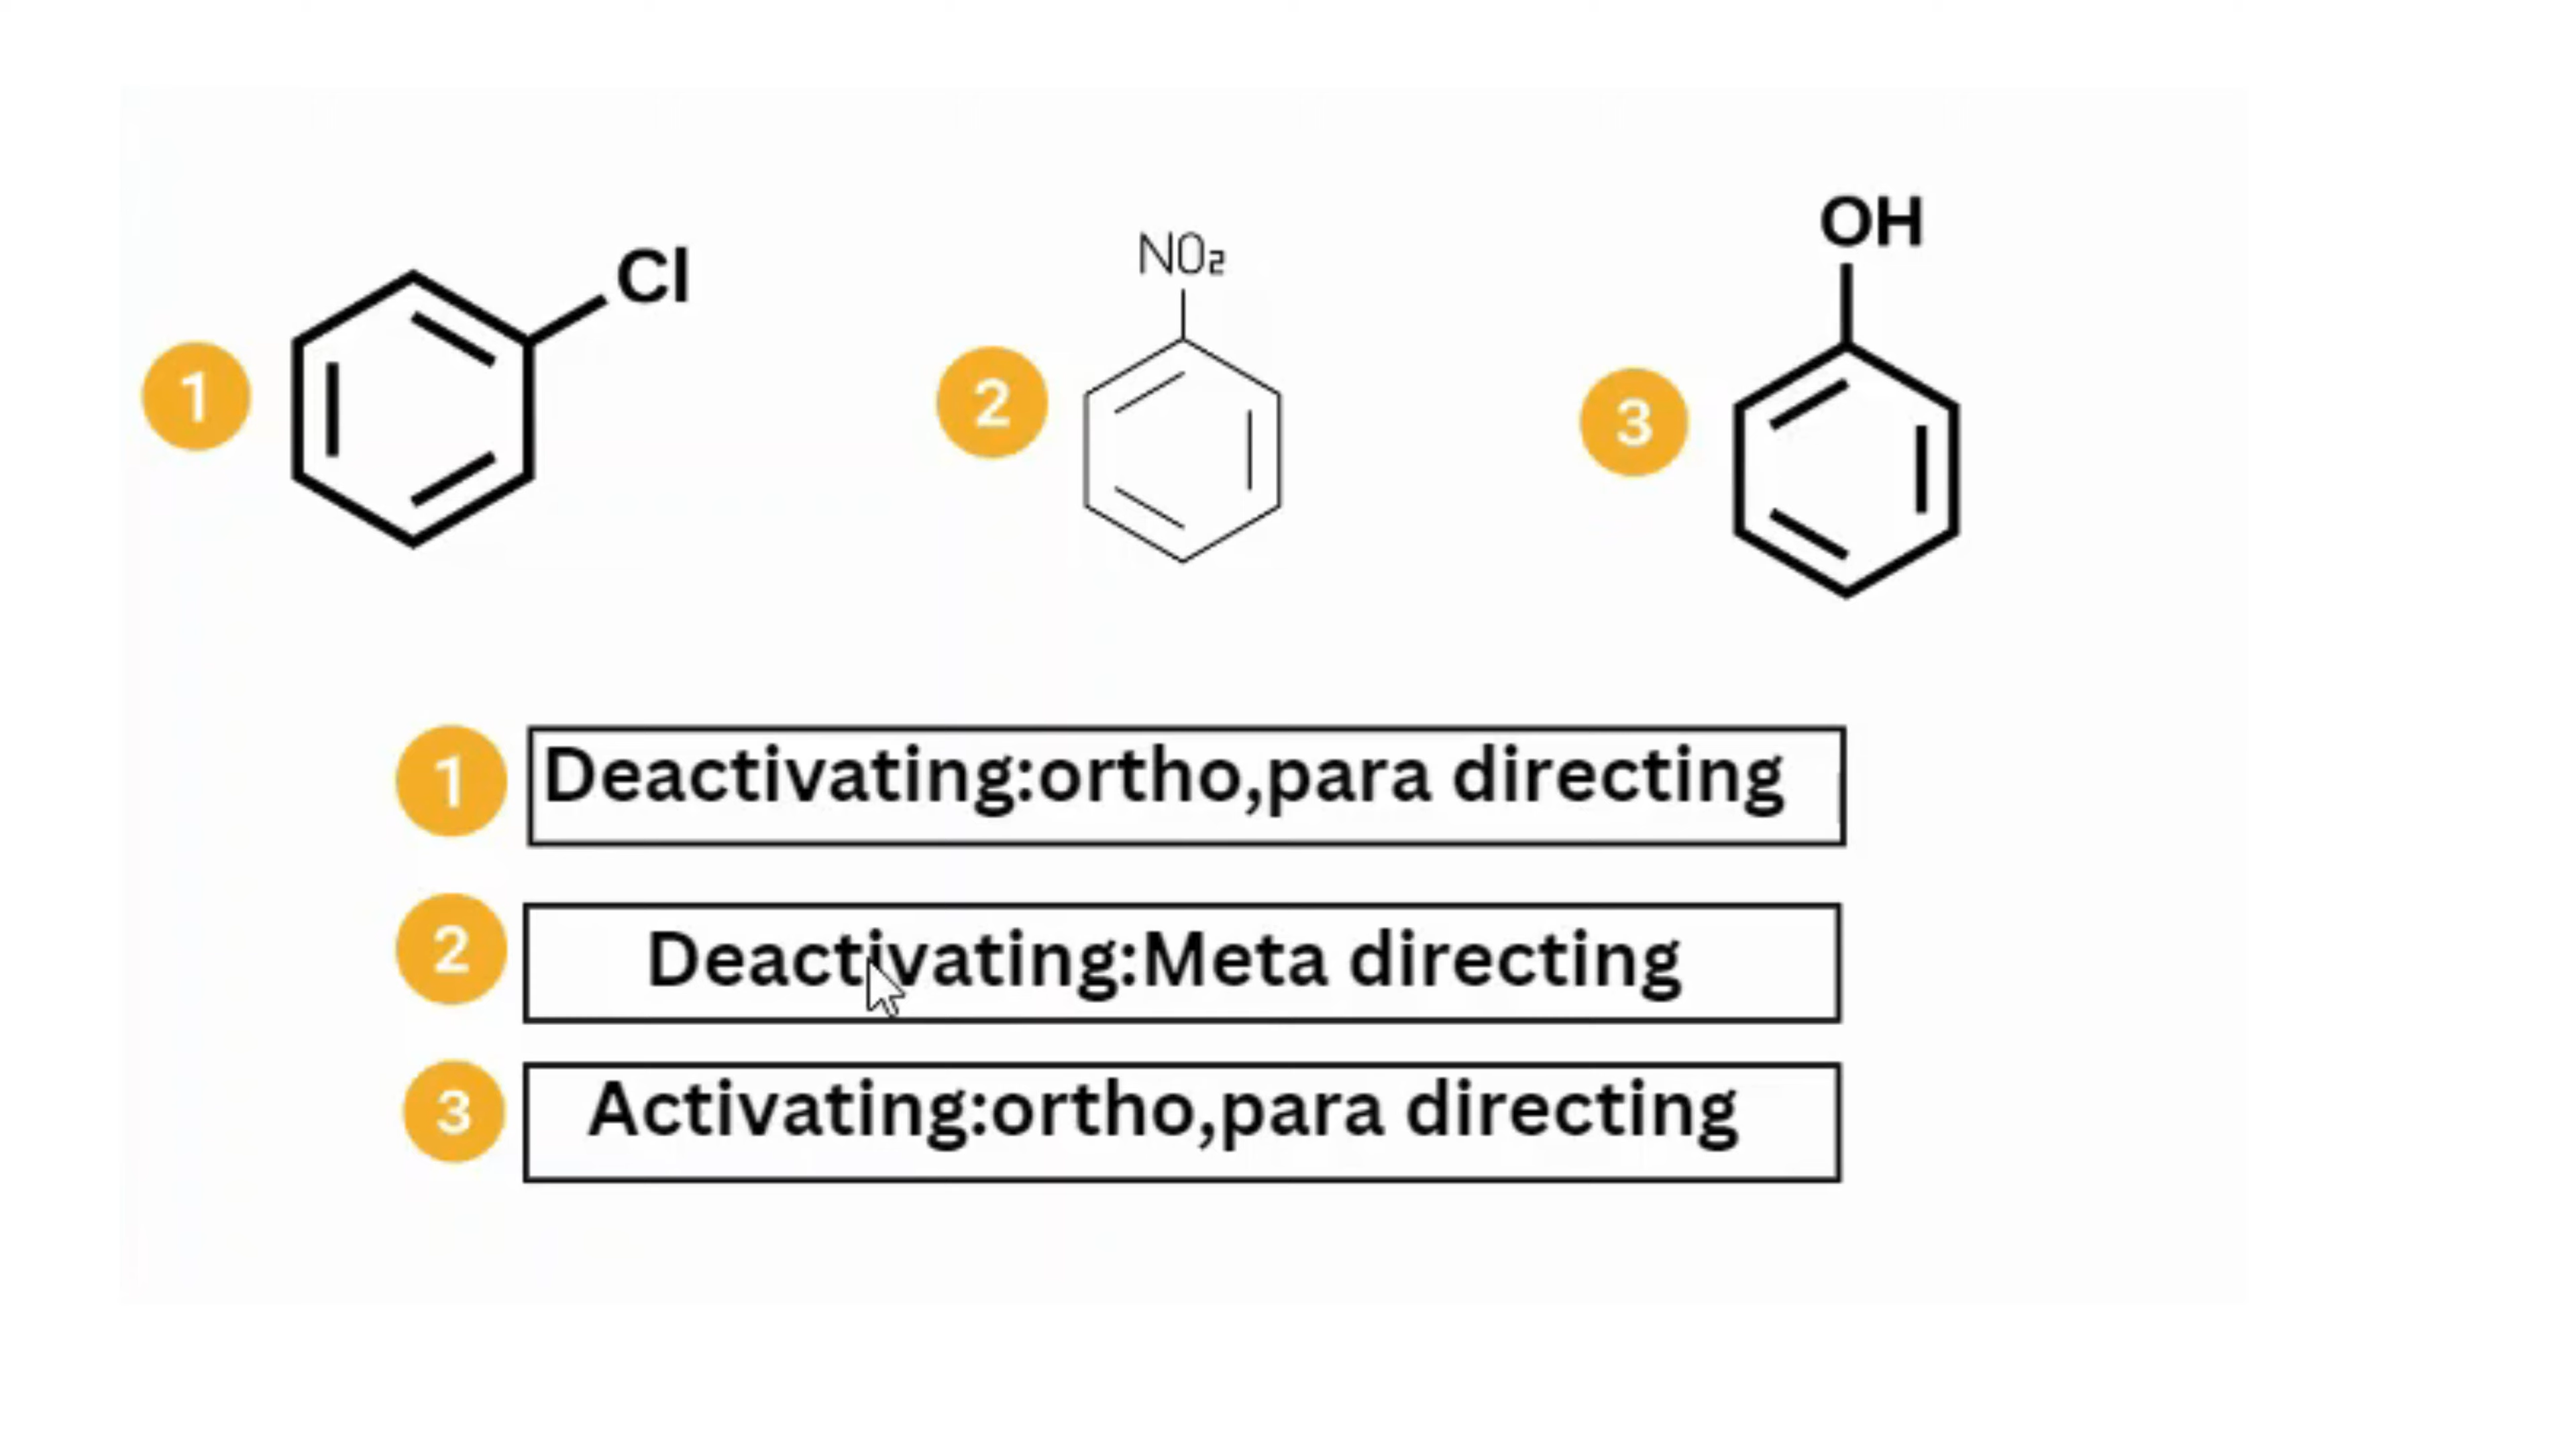 OH
Cl
NO₂
1
2
3
1 Deactivating:ortho,para directing
2 Deactivating:Meta directing
3 Activating:ortho,para directing